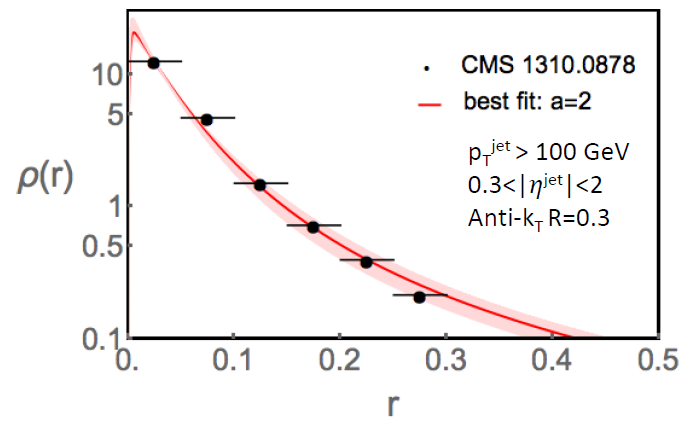 CMS 1310.0878
best fit: a=2
p_T^jet > 100 GeV
0.3<|η^jet|<2
Anti-k_T R=0.3
ρ(r)
10
5
1
0.5
0.1
0. 0.1 0.2 0.3 0.4 0.5
r